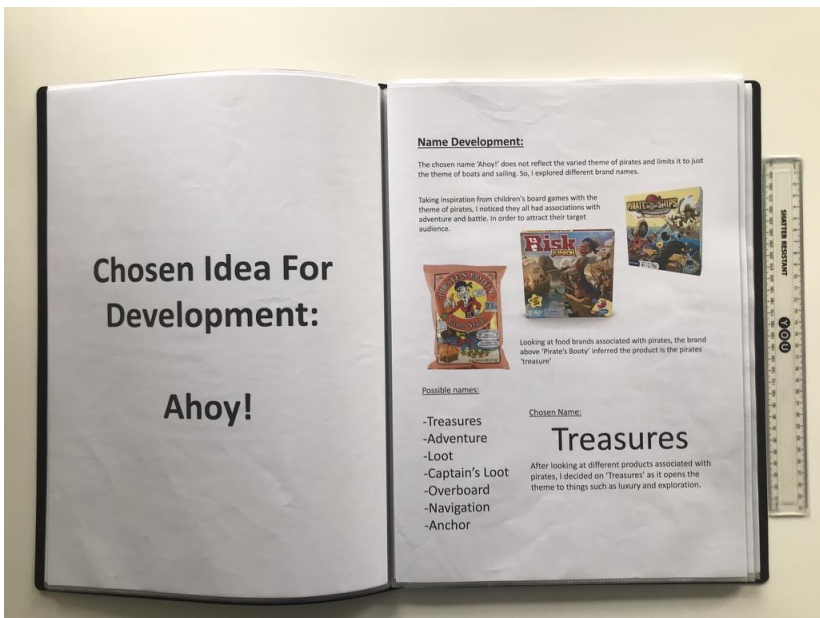 Chosen Idea For
Development:
Ahoy!
Name Development:
The chosen name 'Ahoy!' does not reflect the varied theme of pirates and limits it to just
the theme of boats and sailing. So, I explored different brand names.
Taking inspiration from children's board games with the
theme of pirates, I noticed they all had associations with
adventure and battle. In order to attract their target
audience.
PIRATE SHIPS
Risk
JUNIOR
PIRATE'S BOOTY
Looking at food brands associated with pirates, the brand
above 'Pirate's Booty' inferred the product is the pirates
'treasure'
Possible names:
-Treasures
-Adventure
-Loot
-Captain's Loot
-Overboard
-Navigation
-Anchor
Chosen Name:
Treasures
After looking at different products associated with
pirates, I decided on 'Treasures' as it opens the
theme to things such as luxury and exploration.
SHATTER RESISTANT
YOU